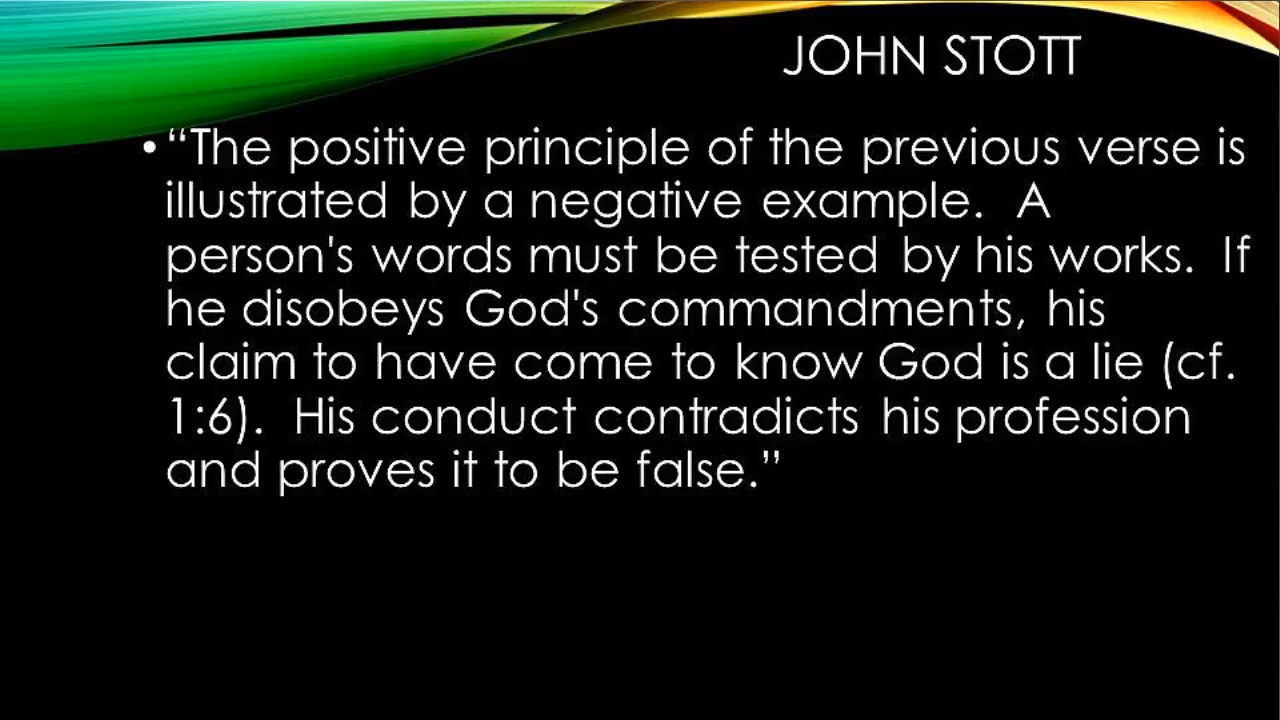 JOHN STOTT
• “The positive principle of the previous verse is
illustrated by a negative example.  A
person's words must be tested by his works.  If
he disobeys God's commandments, his
claim to have come to know God is a lie (cf.
1:6).  His conduct contradicts his profession
and proves it to be false.”